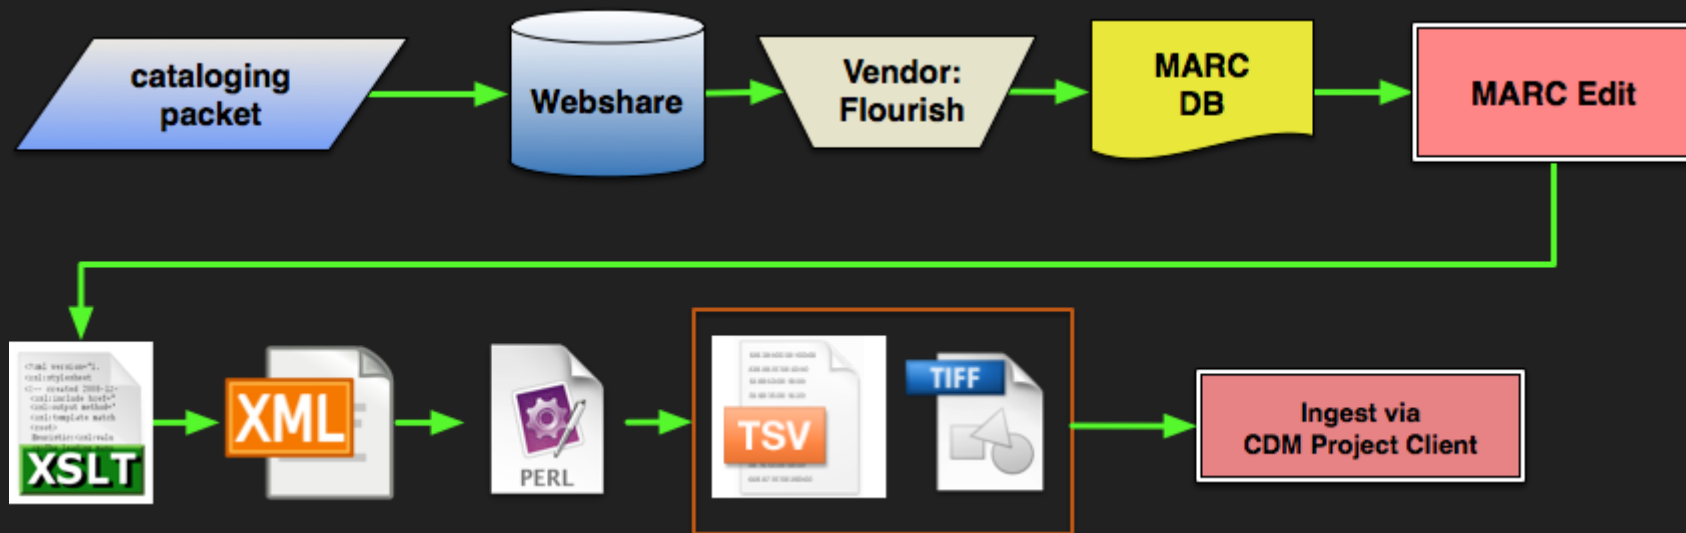 cataloging
packet
Webshare
Vendor:
Flourish
MARC
DB
MARC Edit
XSLT
XML
PERL
TSV
TIFF
Ingest via
CDM Project Client